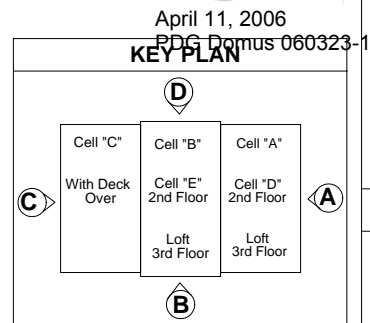 April 11, 2006
PDG Domus 060323-1
KEY PLAN
D
Cell "C"
Cell "B"
Cell "A"
With Deck
Over
Cell "E"
2nd Floor
Cell "D"
2nd Floor
C
A
Loft
3rd Floor
Loft
3rd Floor
B